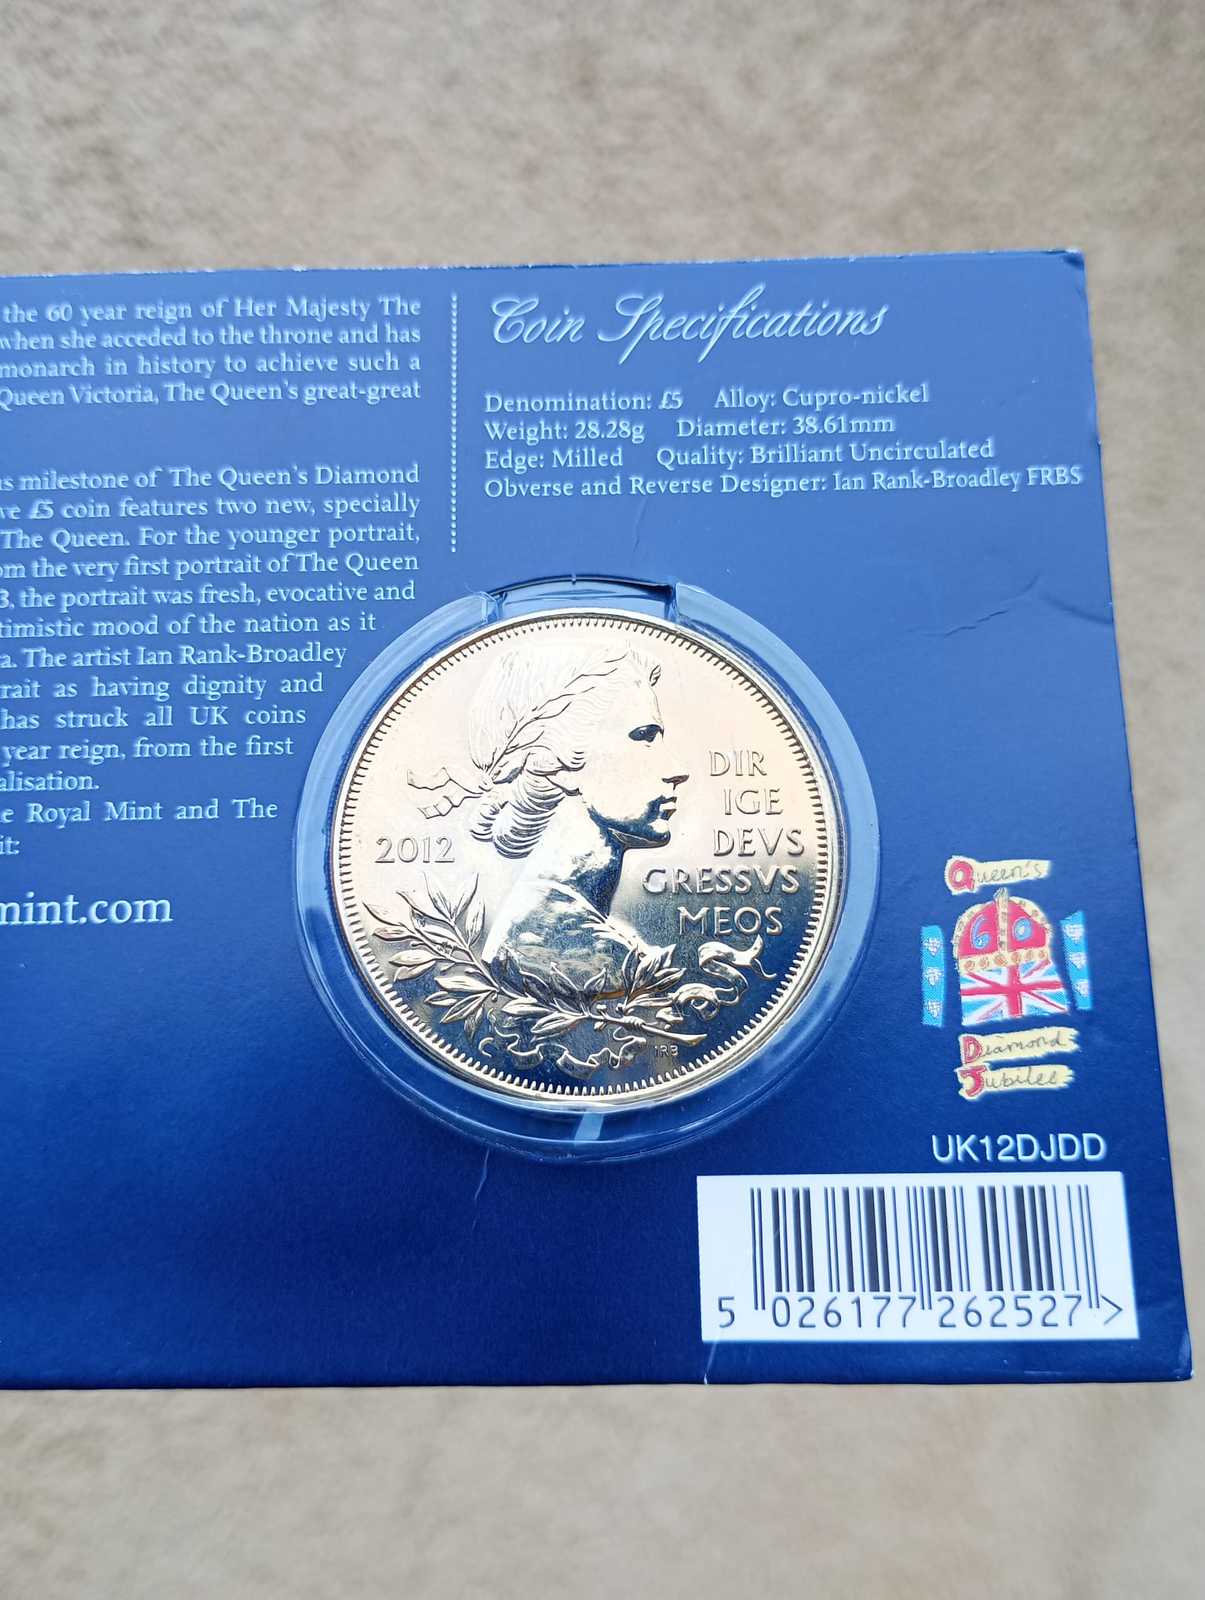 the 60 year reign of Her Majesty The
when she acceded to the throne and has
monarch in history to achieve such a
Queen Victoria, The Queen's great-great
milestone of The Queen's Diamond
£5 coin features two new, specially
The Queen. For the younger portrait,
the very first portrait of The Queen
3, the portrait was fresh, evocative and
timistic mood of the nation as it
a. The artist Ian Rank-Broadley
rait as having dignity and
has struck all UK coins
year reign, from the first
alisation.
e Royal Mint and The
it:
mint.com
Coin Specifications
Denomination: £5 Alloy: Cupro-nickel
Weight: 28.28g Diameter: 38.61mm
Edge: Milled Quality: Brilliant Uncirculated
Obverse and Reverse Designer: Ian Rank-Broadley FRBS
2012
DIR
IGE
DEVS
GRESSVS
MEOS
IRB
Queen's
60
Diamond
Jubilee
UK12DJDD
5 026177 262527 >